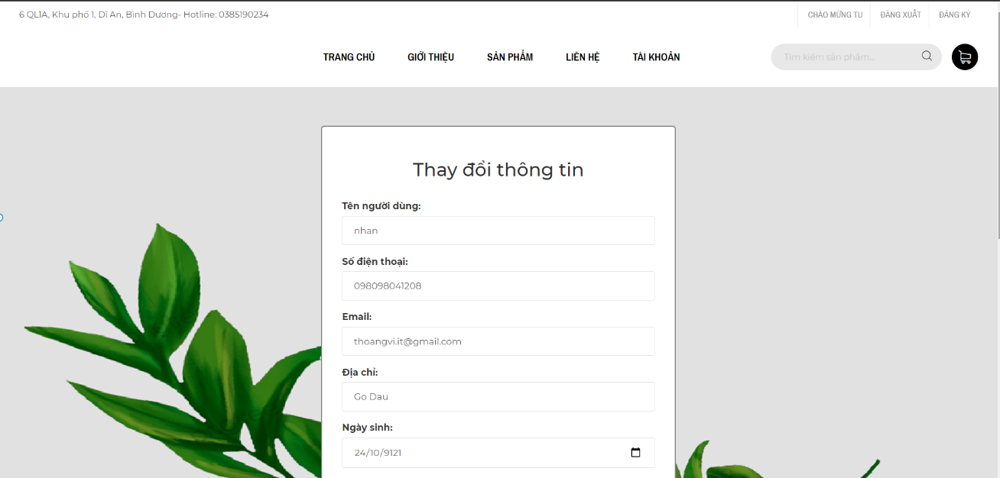 6 QL1A, Khu phố 1, Dĩ An, Bình Dương- Hotline: 0385190234
CHÀO MỪNG TU
ĐĂNG XUẤT
ĐĂNG KÝ
TRANG CHỦ
GIỚI THIỆU
SẢN PHẨM
LIÊN HỆ
TÀI KHOẢN
Tìm kiếm sản phẩm...
Thay đổi thông tin
Tên người dùng:
nhan
Số điện thoại:
098098041208
Email:
thoangvi.it@gmail.com
Địa chỉ:
Go Dau
Ngày sinh:
24/10/9121